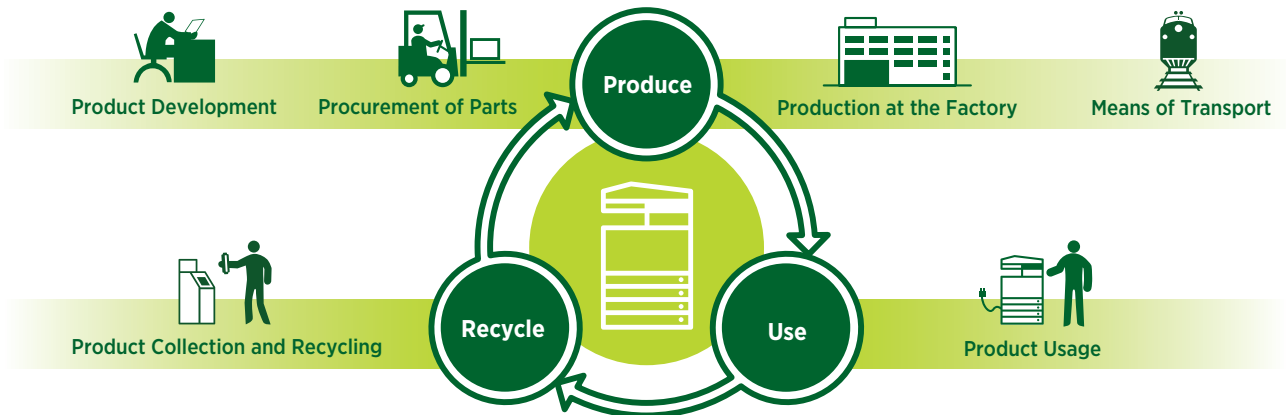 Produce
Product Development
Procurement of Parts
Production at the Factory
Means of Transport
Recycle
Use
Product Collection and Recycling
Product Usage